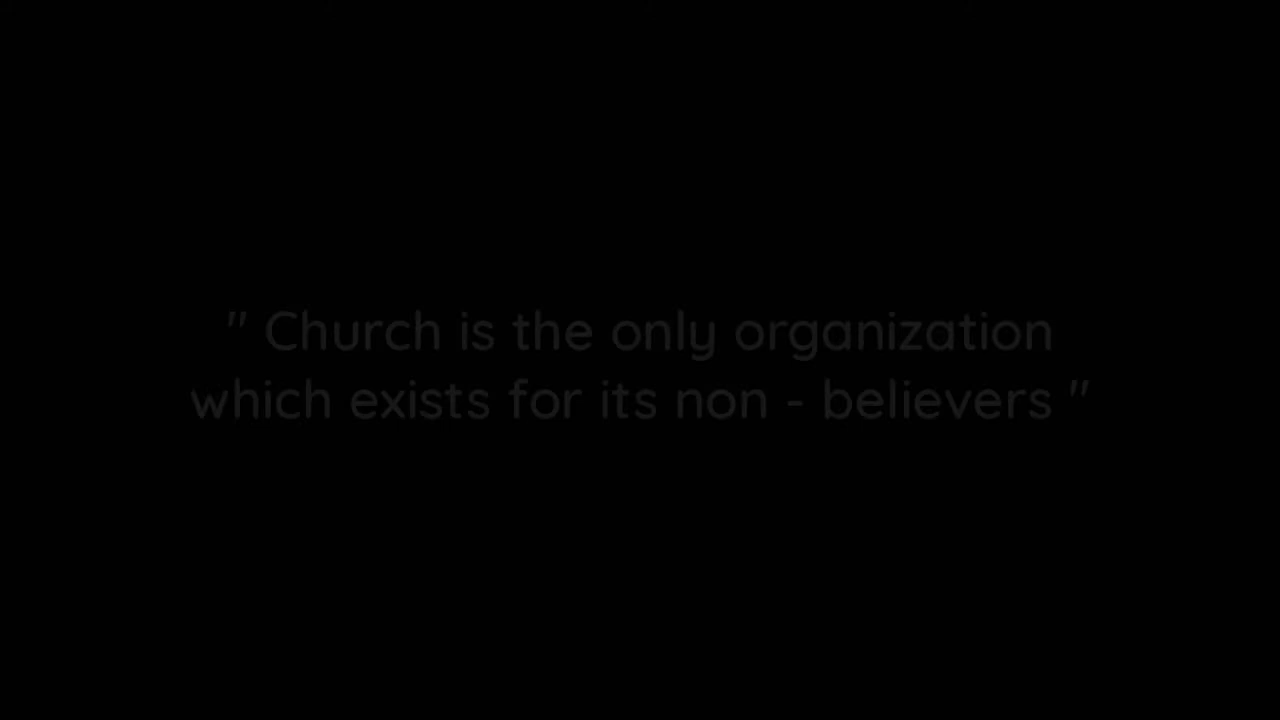 " Church is the only organization
which exists for its non - believers "